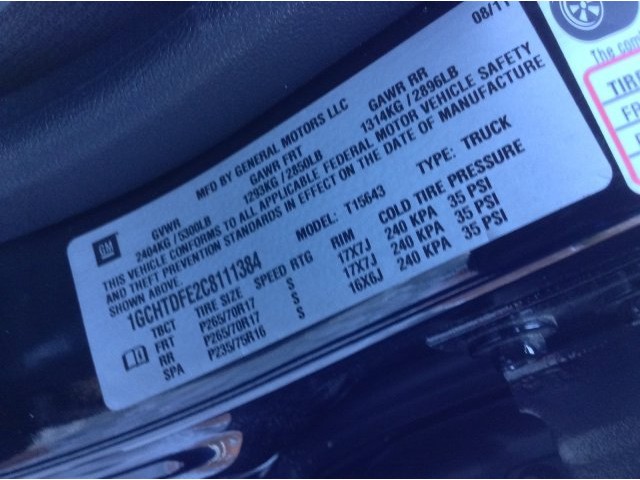 MFD BY GENERAL MOTORS LLC 08/11
GVWR GAWR FRT GAWR RR
2404KG/5300LB 1293KG/2850LB 1314KG/2896LB
THIS VEHICLE CONFORMS TO ALL APPLICABLE FEDERAL MOTOR VEHICLE SAFETY
AND THEFT PREVENTION STANDARDS IN EFFECT ON THE DATE OF MANUFACTURE
SHOWN ABOVE.
1GCHTDFE2C8111384 MODEL: T15643 TYPE: TRUCK
TBCT TIRE SIZE SPEED RTG RIM COLD TIRE PRESSURE
FRT P265/70R17 S 17X7J 240 KPA 35 PSI
RR P265/70R17 S 17X7J 240 KPA 35 PSI
SPA P235/75R16 S 16X6J 240 KPA 35 PSI
GM
The
TIR